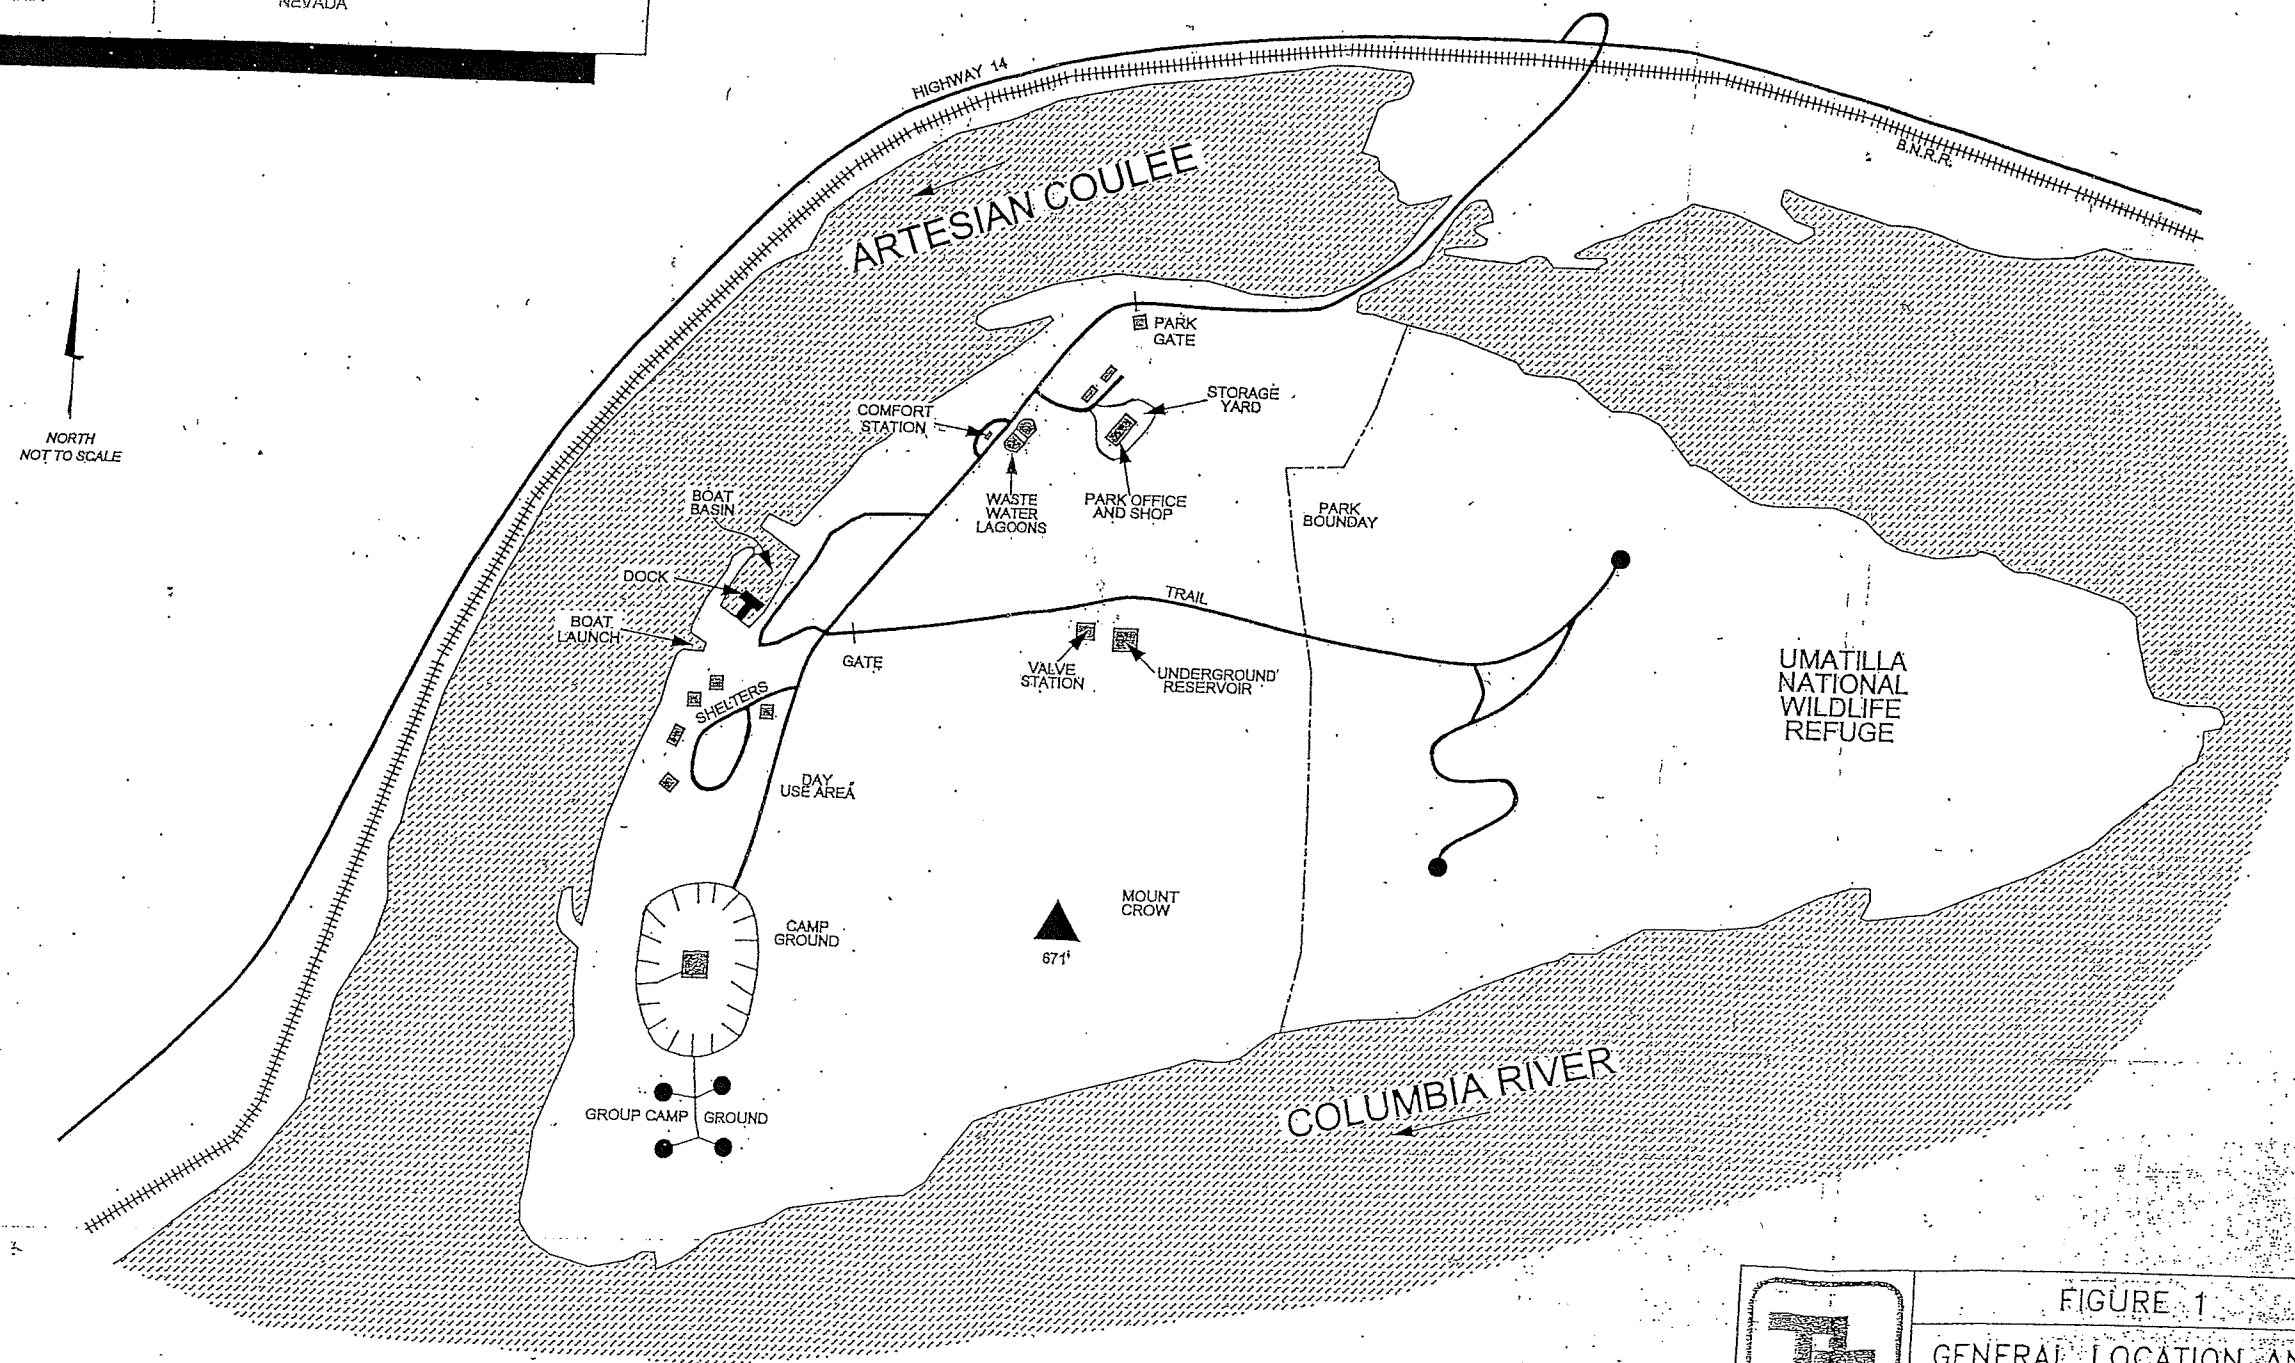 NEVADA
HIGHWAY 14
B.N.R.R.
ARTESIAN COULEE
NORTH
NOT TO SCALE
PARK
GATE
STORAGE
YARD
COMFORT
STATION
WASTE
WATER
LAGOONS
PARK OFFICE
AND SHOP
BOAT
BASIN
PARK
BOUNDAY
DOCK
TRAIL
BOAT
LAUNCH
GATE
VALVE
STATION
UNDERGROUND
RESERVOIR
UMATILLA
NATIONAL
WILDLIFE
REFUGE
SHELTERS
DAY
USE AREA
MOUNT
CROW
671'
CAMP
GROUND
COLUMBIA RIVER
GROUP CAMP GROUND
FIGURE 1
GENERAL LOCATION